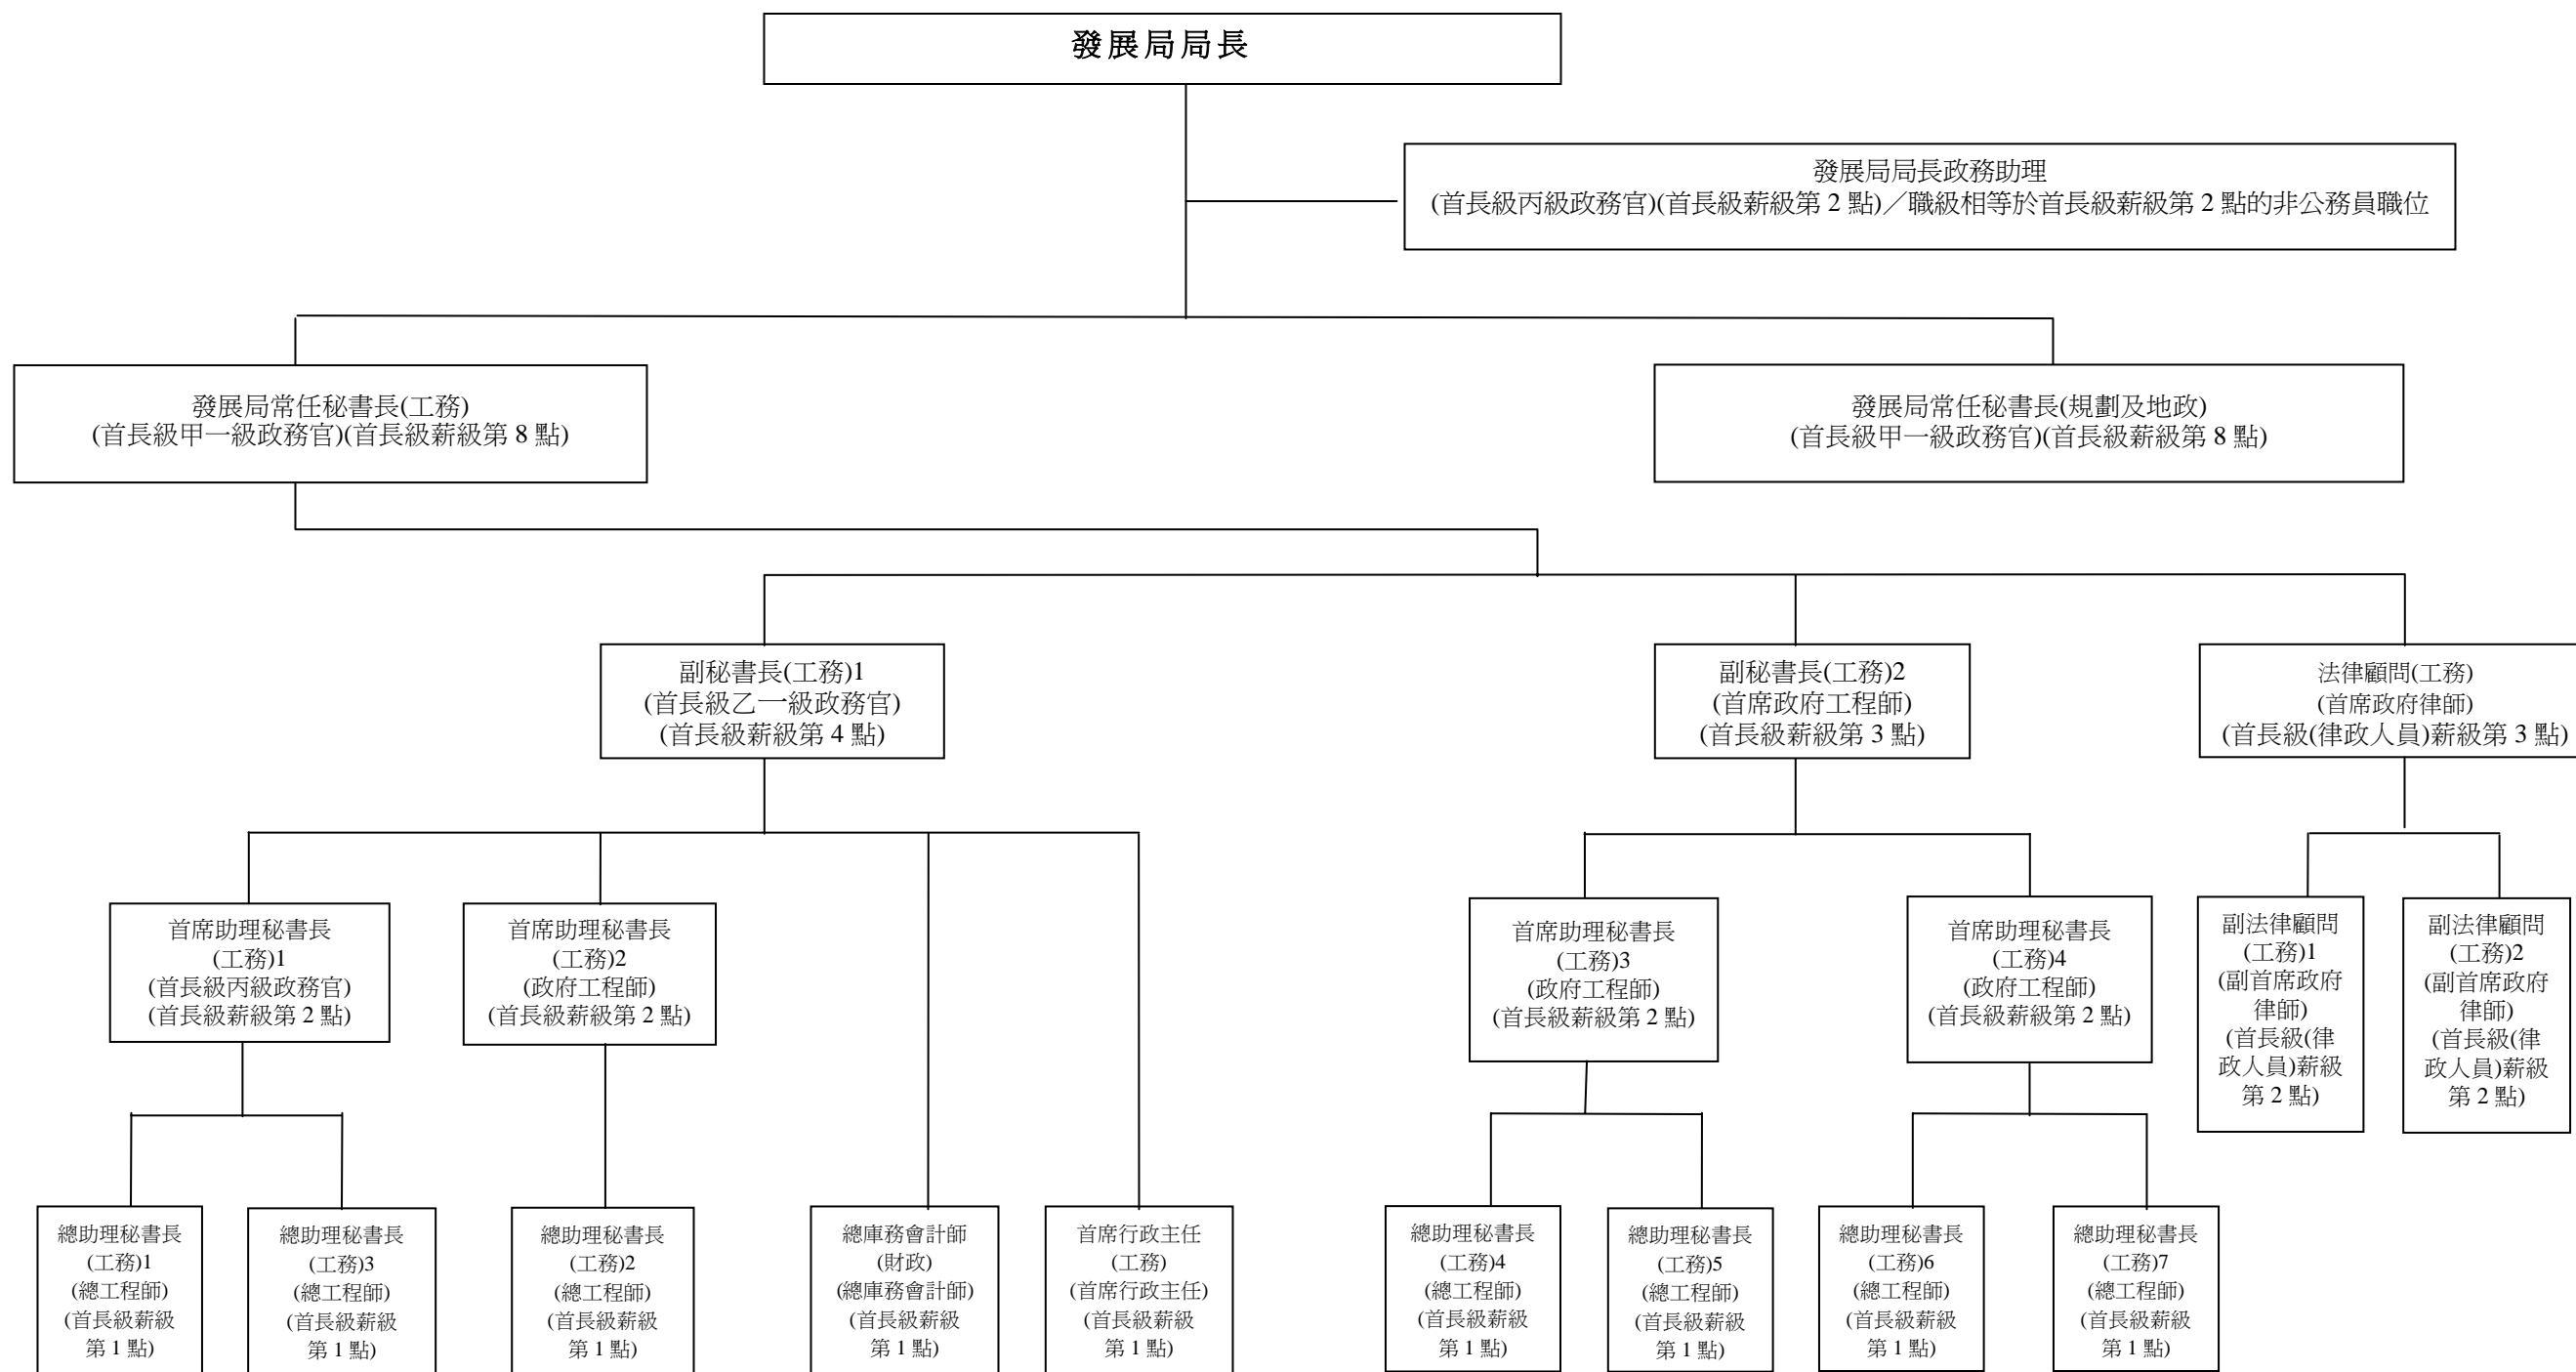 發展局局長
發展局局長政務助理
(首長級丙級政務官)(首長級薪級第 2 點)／職級相等於首長級薪級第 2 點的非公務員職位
發展局常任秘書長(工務)
(首長級甲一級政務官)(首長級薪級第 8 點)
發展局常任秘書長(規劃及地政)
(首長級甲一級政務官)(首長級薪級第 8 點)
副秘書長(工務)1
(首長級乙一級政務官)
(首長級薪級第 4 點)
副秘書長(工務)2
(首席政府工程師)
(首長級薪級第 3 點)
法律顧問(工務)
(首席政府律師)
(首長級(律政人員)薪級第 3 點)
首席助理秘書長
(工務)1
(首長級丙級政務官)
(首長級薪級第 2 點)
首席助理秘書長
(工務)2
(政府工程師)
(首長級薪級第 2 點)
首席助理秘書長
(工務)3
(政府工程師)
(首長級薪級第 2 點)
首席助理秘書長
(工務)4
(政府工程師)
(首長級薪級第 2 點)
副法律顧問
(工務)1
(副首席政府
律師)
(首長級(律
政人員)薪級
第 2 點)
副法律顧問
(工務)2
(副首席政府
律師)
(首長級(律
政人員)薪級
第 2 點)
總助理秘書長
(工務)1
(總工程師)
(首長級薪級
第 1 點)
總助理秘書長
(工務)3
(總工程師)
(首長級薪級
第 1 點)
總助理秘書長
(工務)2
(總工程師)
(首長級薪級
第 1 點)
總庫務會計師
(財政)
(總庫務會計師)
(首長級薪級
第 1 點)
首席行政主任
(工務)
(首席行政主任)
(首長級薪級
第 1 點)
總助理秘書長
(工務)4
(總工程師)
(首長級薪級
第 1 點)
總助理秘書長
(工務)5
(總工程師)
(首長級薪級
第 1 點)
總助理秘書長
(工務)6
(總工程師)
(首長級薪級
第 1 點)
總助理秘書長
(工務)7
(總工程師)
(首長級薪級
第 1 點)